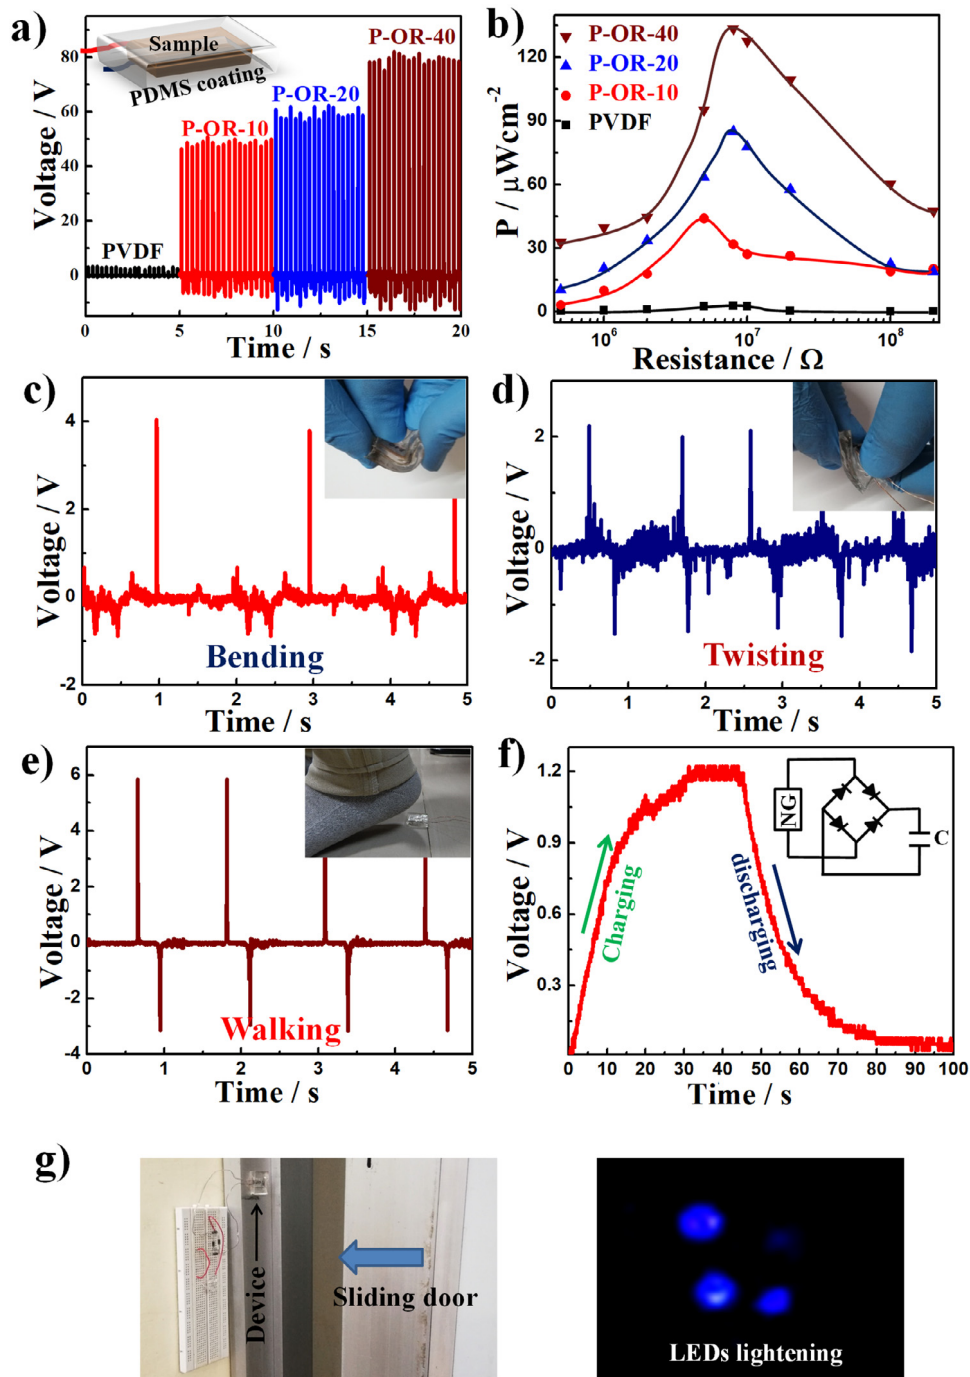 a)
Voltage / V
80
60
40
20
0
Sample
PDMS coating
PVDF
P-OR-10
P-OR-20
P-OR-40
0 5 10 15 20
Time / s
b)
P / μWcm-2
135
90
60
30
0
P-OR-40
P-OR-20
P-OR-10
PVDF
10^6 10^7 10^8
Resistance / Ω
c)
Voltage / V
4
2
0
-2
Bending
0 1 2 3 4 5
Time / s
d)
Voltage / V
2
0
-2
Twisting
0 1 2 3 4 5
Time / s
e)
Voltage / V
6
4
2
0
-2
-4
Walking
0 1 2 3 4 5
Time / s
f)
Voltage / V
1.2
0.9
0.6
0.3
Charging
discharging
NG
C
0 10 20 30 40 50 60 70 80 90 100
Time / s
g)
Device
Sliding door
LEDs lightening